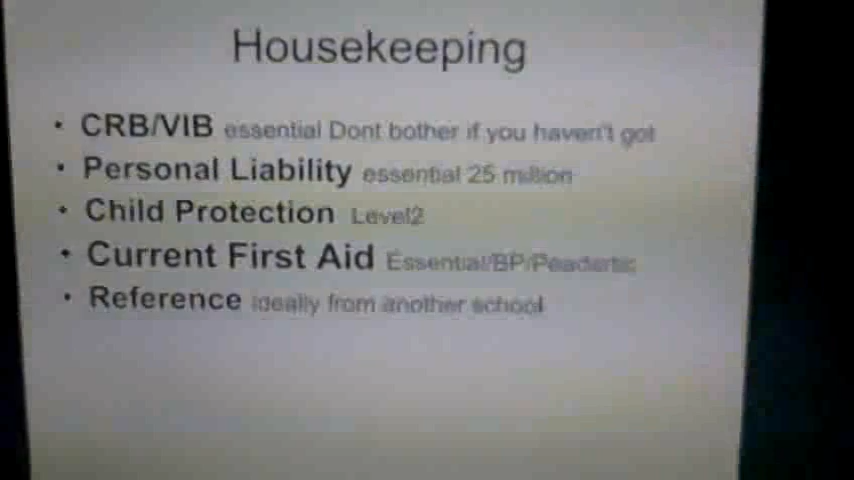 Housekeeping
• CRB/VIB essential Dont bother if you haven't got
• Personal Liability essential 25 million
• Child Protection Level2
• Current First Aid Essential/BP/Peadertic
• Reference ideally from another school